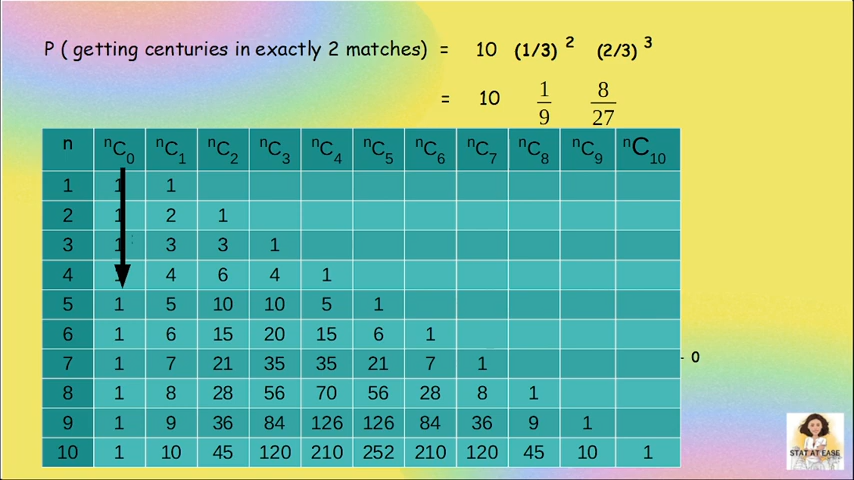 P ( getting centuries in exactly 2 matches) = 10 (1/3) 2 (2/3) 3
= 10 1/9 8/27
n nC0 nC1 nC2 nC3 nC4 nC5 nC6 nC7 nC8 nC9 nC10
1 1 1
2 1 2 1
3 1 3 3 1
4 1 4 6 4 1
5 1 5 10 10 5 1
6 1 6 15 20 15 6 1
7 1 7 21 35 35 21 7 1
- 0
8 1 8 28 56 70 56 28 8 1
9 1 9 36 84 126 126 84 36 9 1
10 1 10 45 120 210 252 210 120 45 10 1
STAT AT EASE